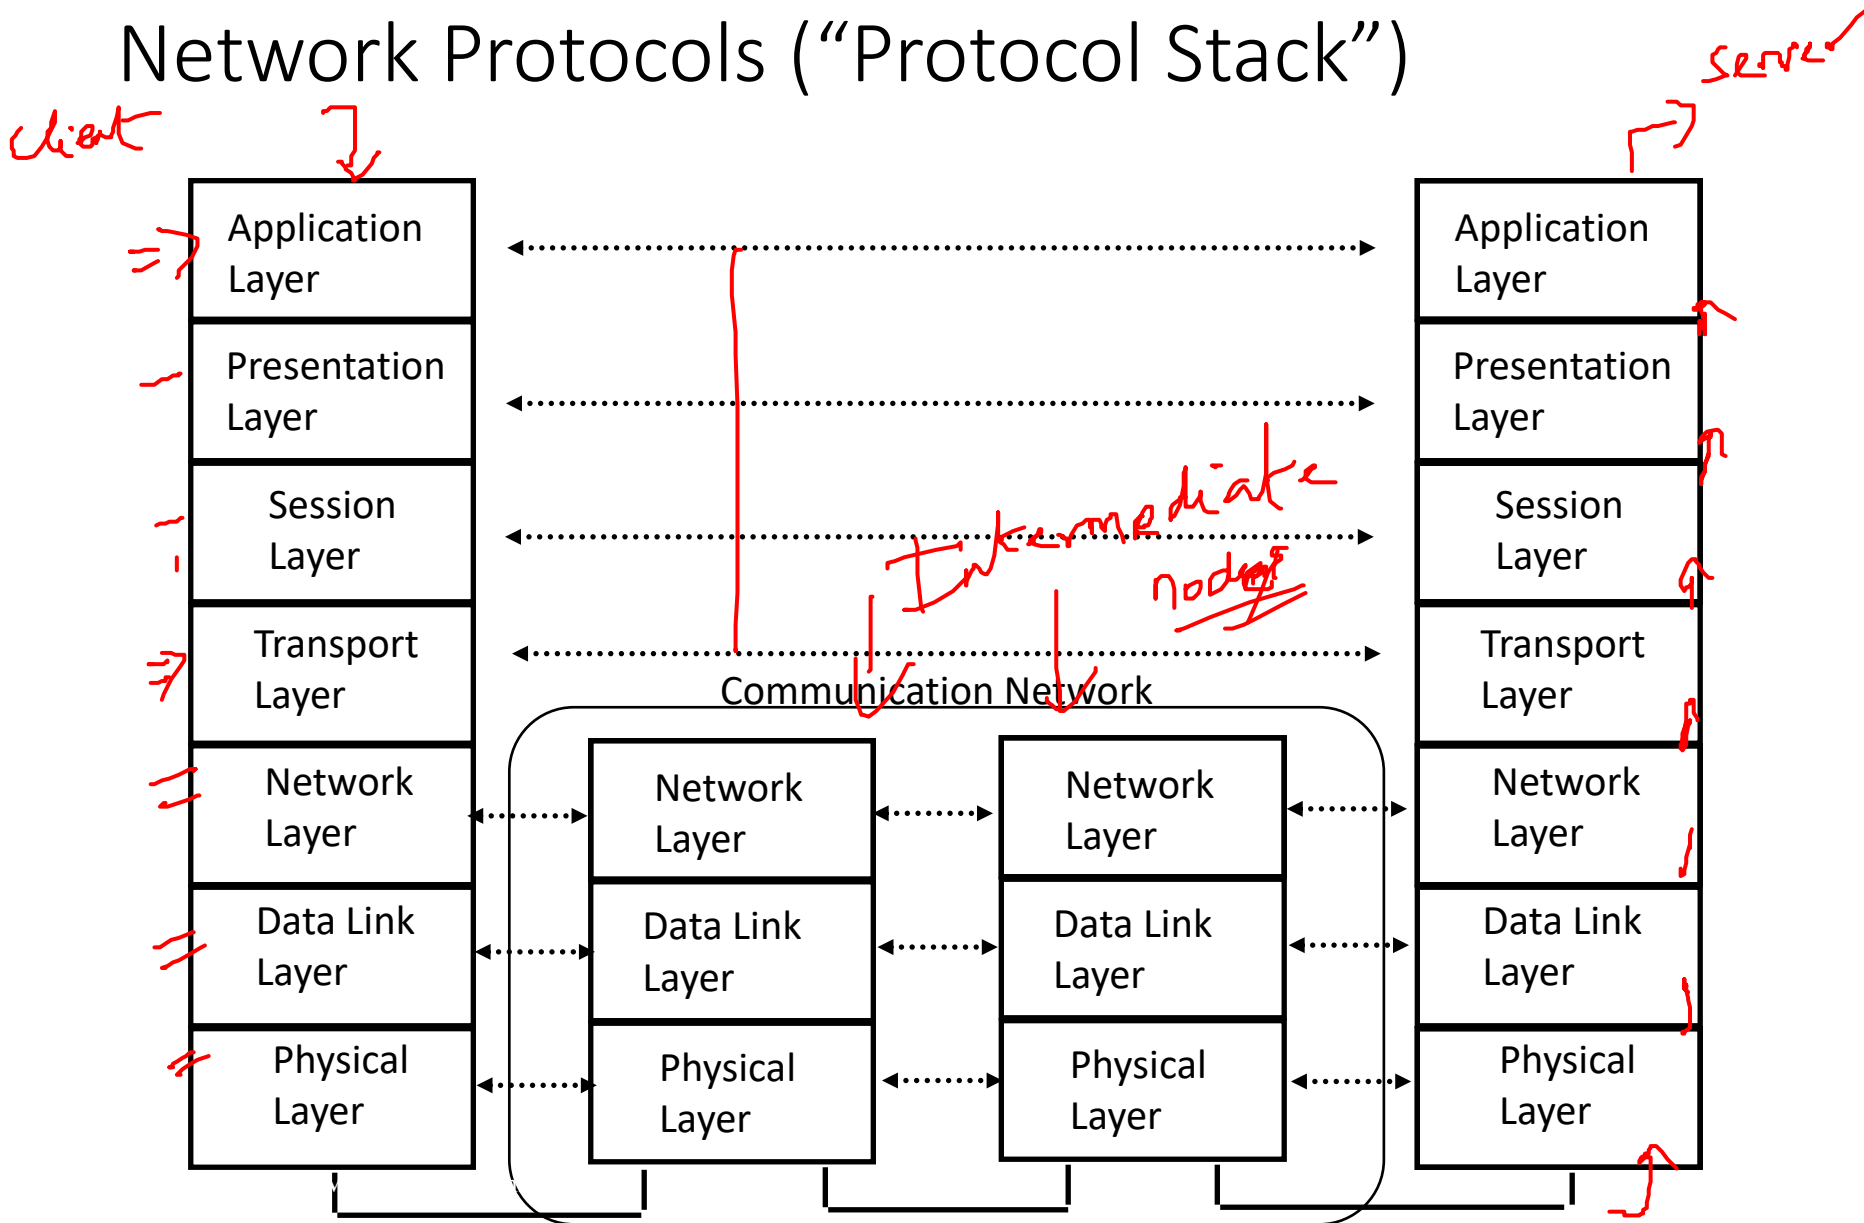 Network Protocols (“Protocol Stack”)
client
server
Application
Layer
Presentation
Layer
Session
Layer
Transport
Layer
Network
Layer
Data Link
Layer
Physical
Layer
Intermediate
nodes
Communication Network
Network
Layer
Data Link
Layer
Physical
Layer
Network
Layer
Data Link
Layer
Physical
Layer
Application
Layer
Presentation
Layer
Session
Layer
Transport
Layer
Network
Layer
Data Link
Layer
Physical
Layer